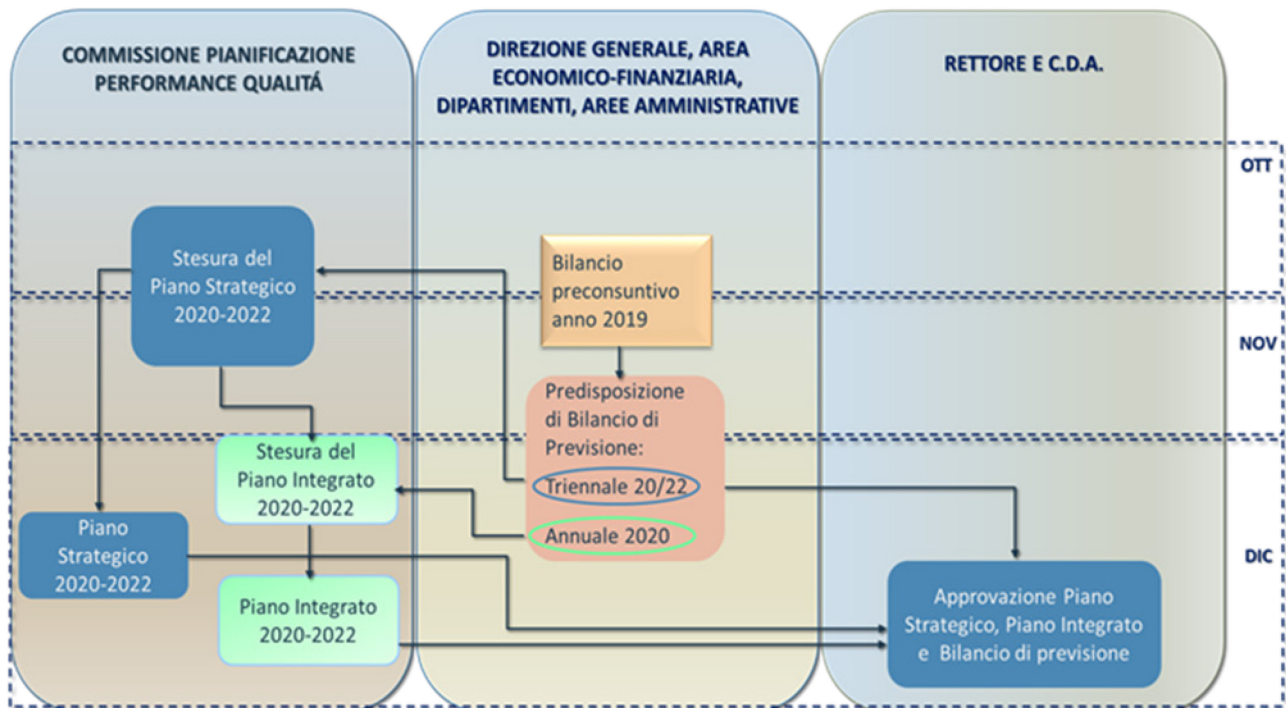 COMMISSIONE PIANIFICAZIONE
PERFORMANCE QUALITÁ
DIREZIONE GENERALE, AREA
ECONOMICO-FINANZIARIA,
DIPARTIMENTI, AREE AMMINISTRATIVE
RETTORE E C.D.A.
OTT
Stesura del
Piano Strategico
2020-2022
Bilancio
preconsuntivo
anno 2019
NOV
Predisposizione
di Bilancio di
Previsione:
Triennale 20/22
Annuale 2020
Stesura del
Piano Integrato
2020-2022
Piano
Strategico
2020-2022
Piano Integrato
2020-2022
DIC
Approvazione Piano
Strategico, Piano Integrato
e Bilancio di previsione